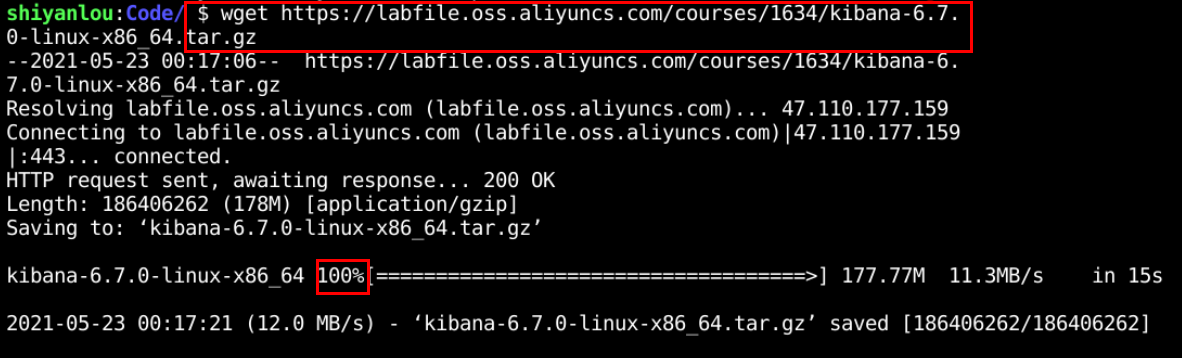 shiyanlou:Code/ $ wget https://labfile.oss.aliyuncs.com/courses/1634/kibana-6.7.
0-linux-x86_64.tar.gz
--2021-05-23 00:17:06--  https://labfile.oss.aliyuncs.com/courses/1634/kibana-6.
7.0-linux-x86_64.tar.gz
Resolving labfile.oss.aliyuncs.com (labfile.oss.aliyuncs.com)... 47.110.177.159
Connecting to labfile.oss.aliyuncs.com (labfile.oss.aliyuncs.com)|47.110.177.159
|:443... connected.
HTTP request sent, awaiting response... 200 OK
Length: 186406262 (178M) [application/gzip]
Saving to: ‘kibana-6.7.0-linux-x86_64.tar.gz’
kibana-6.7.0-linux-x86_64 100%[====================================>] 177.77M  11.3MB/s    in 15s
2021-05-23 00:17:21 (12.0 MB/s) - ‘kibana-6.7.0-linux-x86_64.tar.gz’ saved [186406262/186406262]